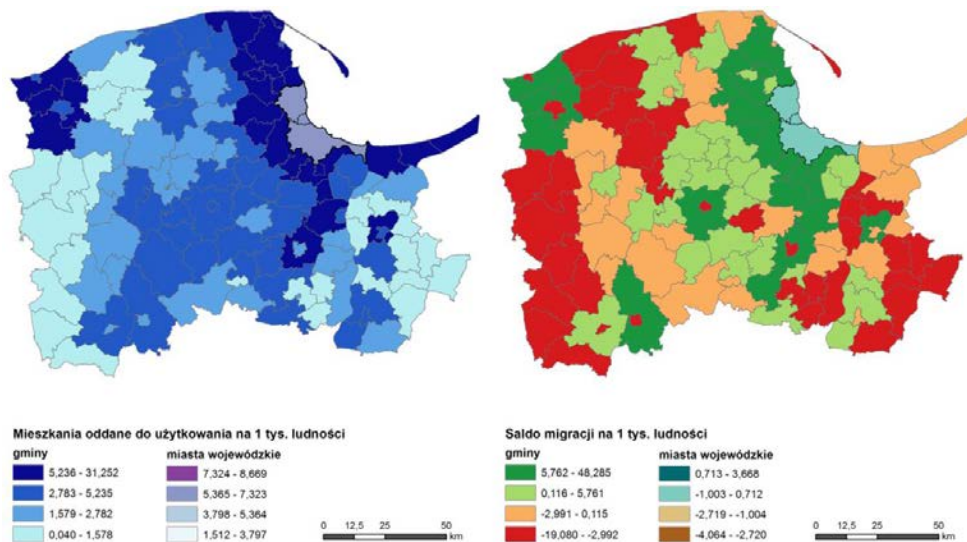 Mieszkania oddane do użytkowania na 1 tys. ludności
gminy
5,236 - 31,252
2,783 - 5,235
1,579 - 2,782
0,040 - 1,578
miasta wojewódzkie
7,324 - 8,669
5,365 - 7,323
3,798 - 5,364
1,512 - 3,797
0 12,5 25 50
km
Saldo migracji na 1 tys. ludności
gminy
5,762 - 48,285
0,116 - 5,761
-2,991 - 0,115
-19,080 - -2,992
miasta wojewódzkie
0,713 - 3,668
-1,003 - 0,712
-2,719 - -1,004
-4,064 - -2,720
0 12,5 25 50
km